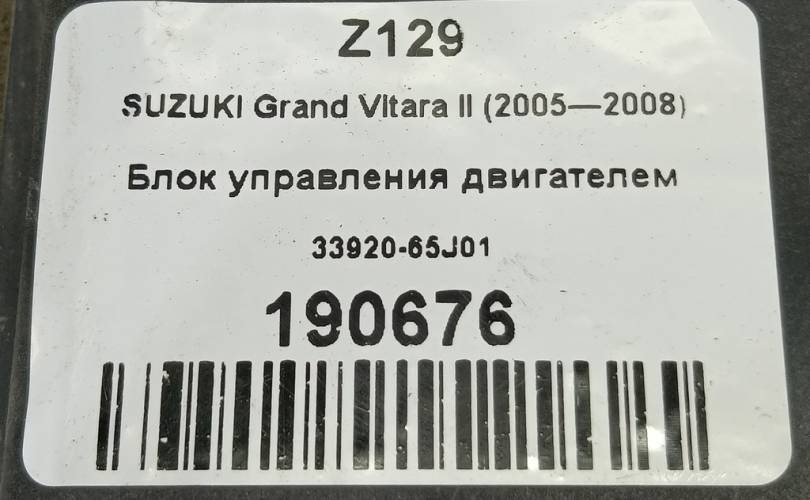 Z129
SUZUKI Grand Vitara II (2005—2008)
Блок управления двигателем
33920-65J01
190676